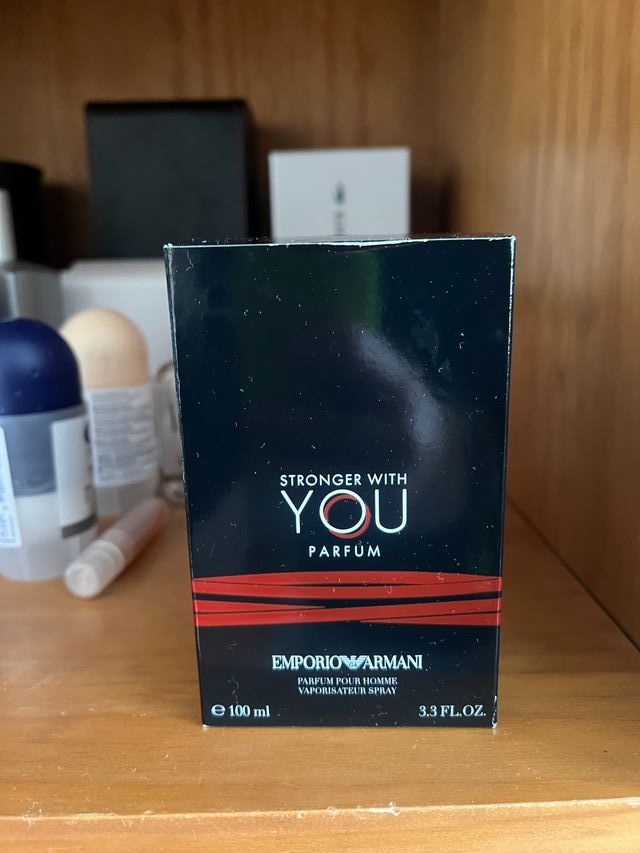 STRONGER WITH
YOU
PARFUM
EMPORIO ARMANI
PARFUM POUR HOMME
VAPORISATEUR SPRAY
℮ 100 ml 3.3 FL.OZ.